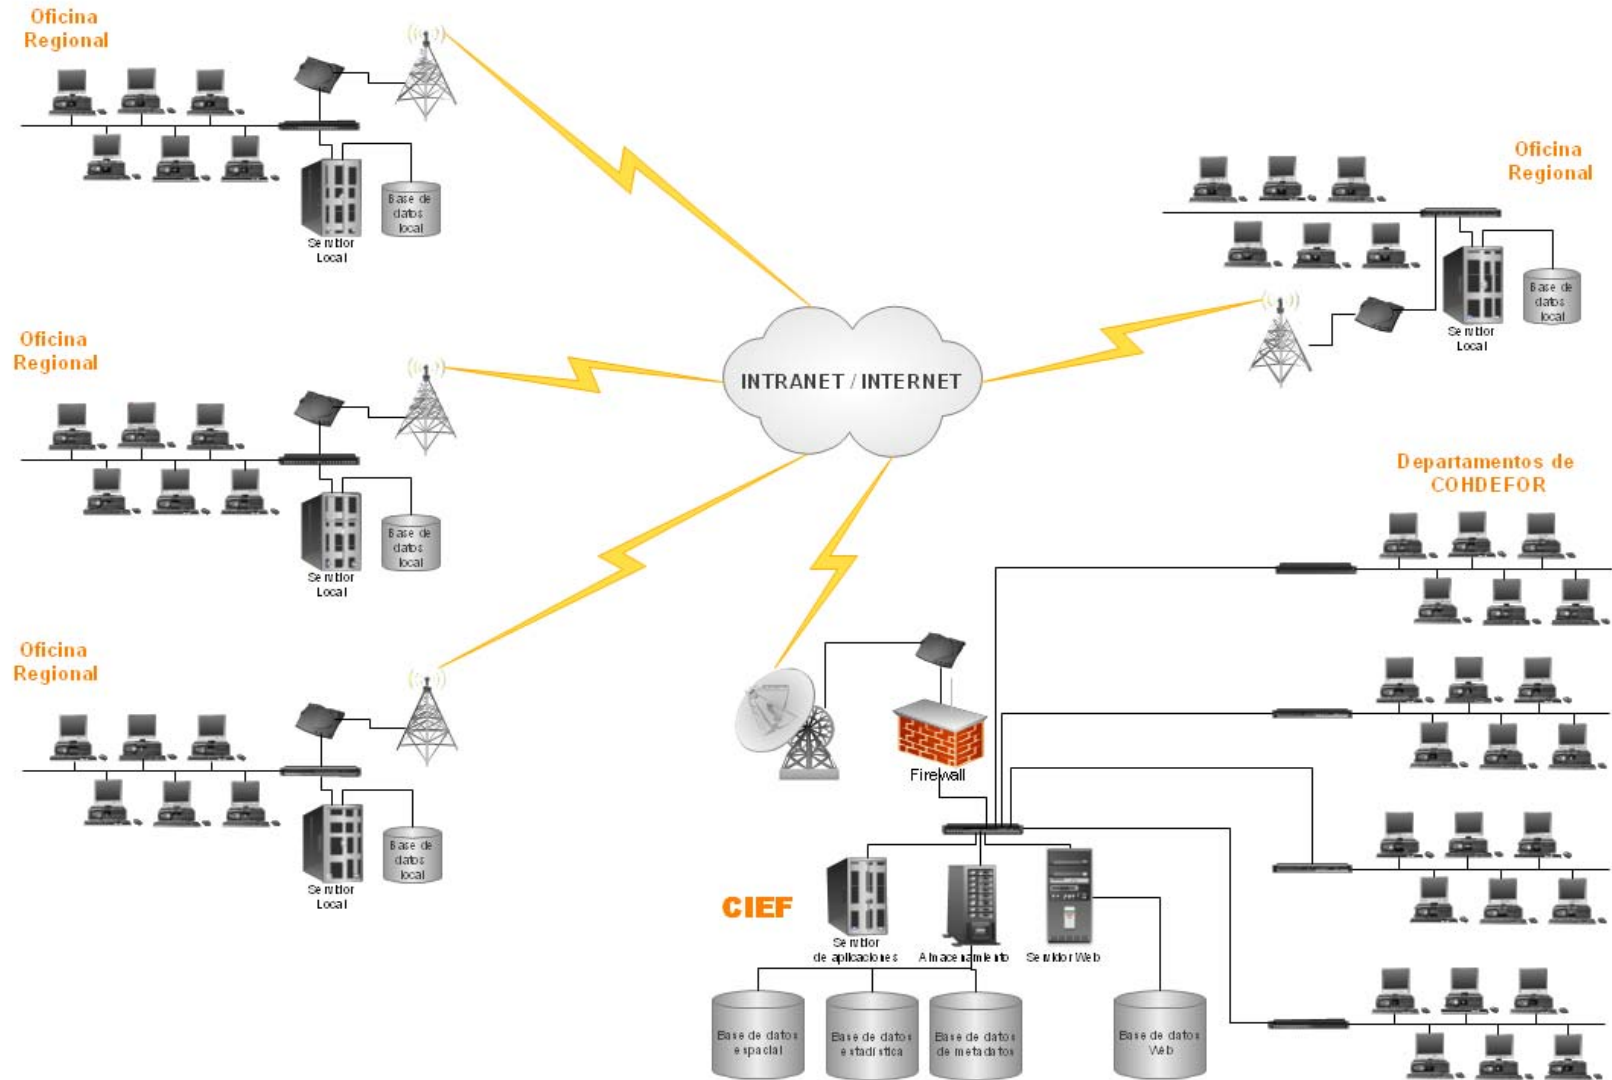 Oficina
Regional
Base de
datos
local
Servidor
Local
Oficina
Regional
Base de
datos
local
Servidor
Local
Oficina
Regional
Base de
datos
local
Servidor
Local
INTRANET / INTERNET
Oficina
Regional
Base de
datos
local
Servidor
Local
Departamentos de
COHDEFOR
Firewall
CIEF
Servidor
de aplicaciones
Almacenamiento
Servidor Web
Base de datos
espacial
Base de datos
estadística
Base de datos
de metadatos
Base de datos
Web